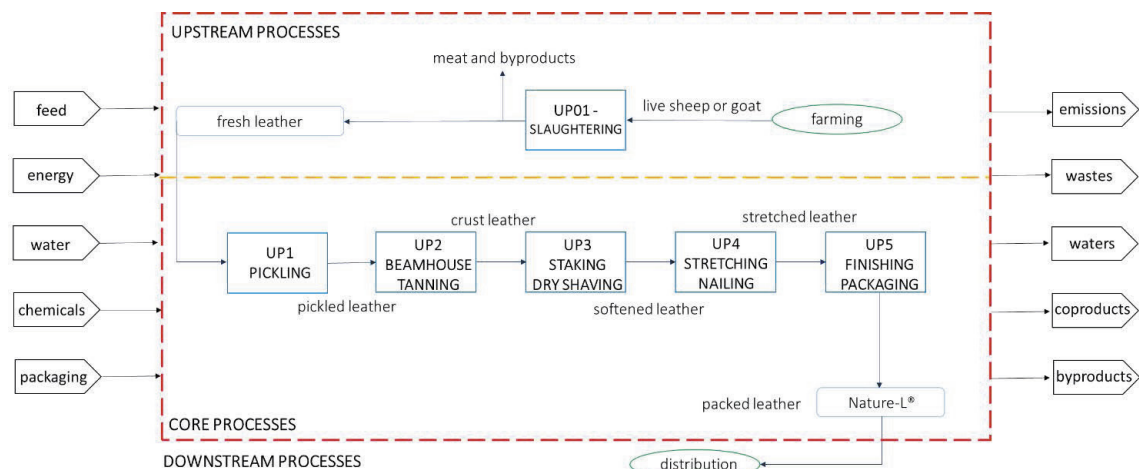 UPSTREAM PROCESSES
meat and byproducts
feed
fresh leather
UP01 -
SLAUGHTERING
live sheep or goat
farming
emissions
energy
wastes
crust leather
stretched leather
water
UP1
PICKLING
UP2
BEAMHOUSE
TANNING
UP3
STAKING
DRY SHAVING
UP4
STRETCHING
NAILING
UP5
FINISHING
PACKAGING
waters
pickled leather
softened leather
chemicals
coproducts
packaging
byproducts
packed leather
Nature-L®
CORE PROCESSES
DOWNSTREAM PROCESSES
distribution